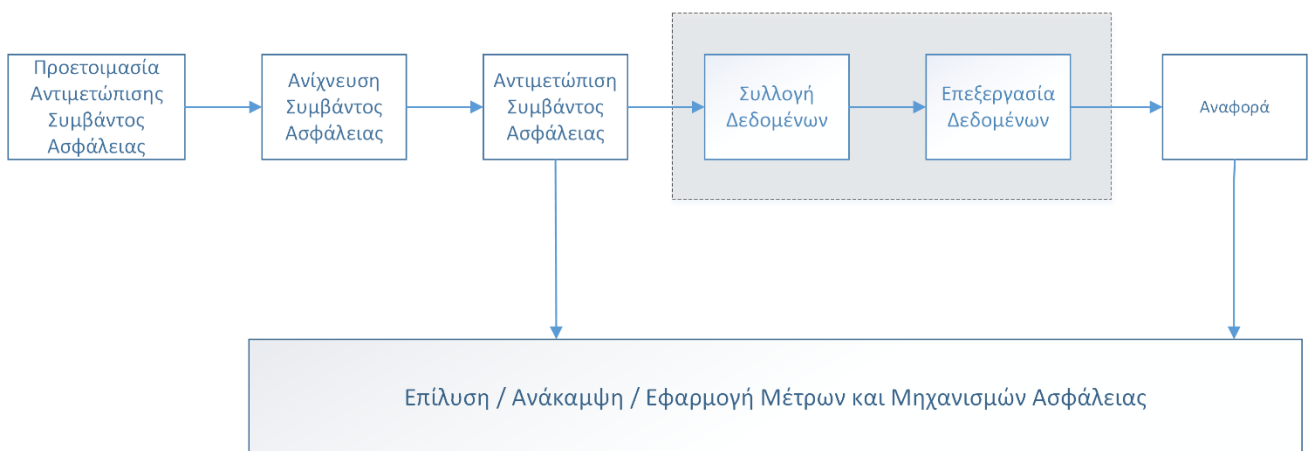 Προετοιμασία
Αντιμετώπισης
Συμβάντος
Ασφάλειας
Ανίχνευση
Συμβάντος
Ασφάλειας
Αντιμετώπιση
Συμβάντος
Ασφάλειας
Συλλογή
Δεδομένων
Επεξεργασία
Δεδομένων
Αναφορά
Επίλυση / Ανάκαμψη / Εφαρμογή Μέτρων και Μηχανισμών Ασφάλειας